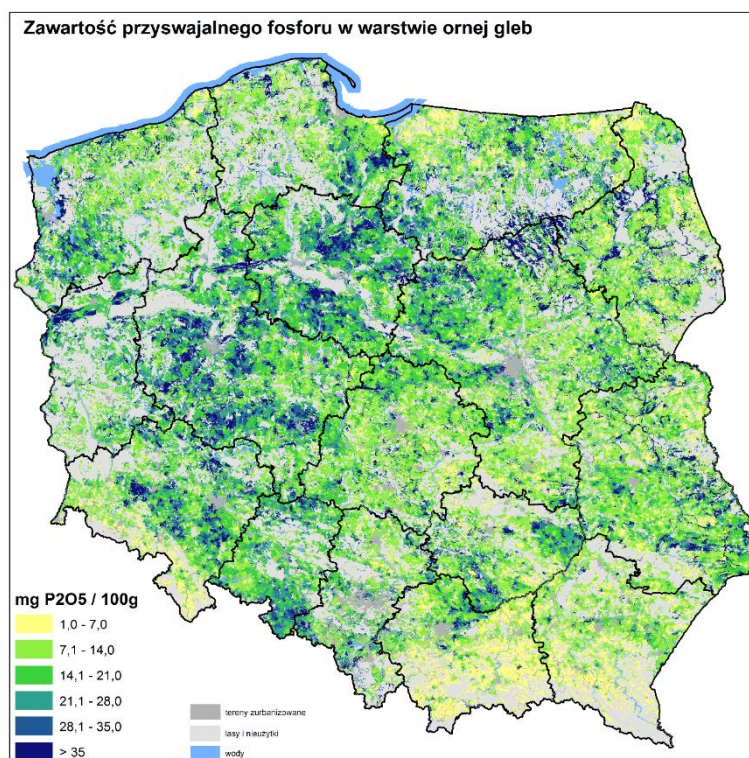 Zawartość przyswajalnego fosforu w warstwie ornej gleb
mg P2O5 / 100g
1,0 - 7,0
7,1 - 14,0
14,1 - 21,0
21,1 - 28,0
28,1 - 35,0
> 35
tereny zurbanizowane
lasy i nieużytki
wody